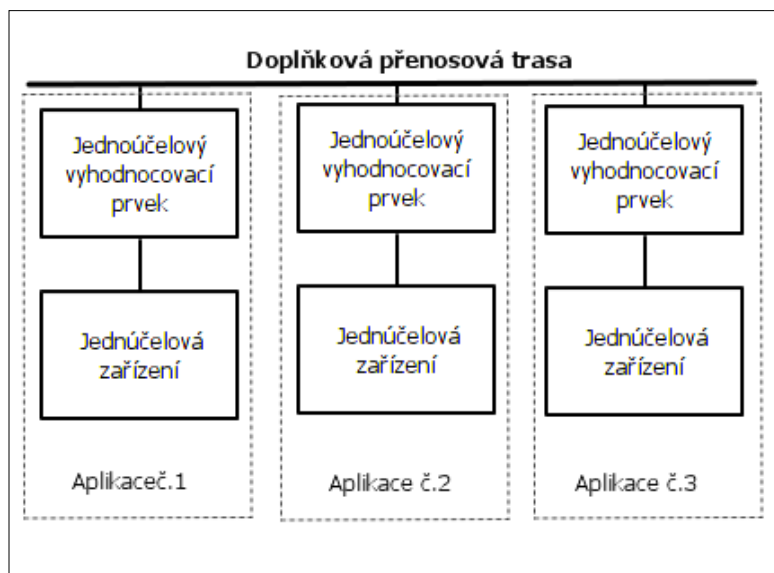 Doplňková přenosová trasa
Jednoúčelový
vyhodnocovací
prvek
Jednúčelová
zařízení
Aplikaceč.1
Jednoúčelový
vyhodnocovací
prvek
Jednúčelová
zařízení
Aplikace č.2
Jednoúčelový
vyhodnocovací
prvek
Jednúčelová
zařízení
Aplikace č.3